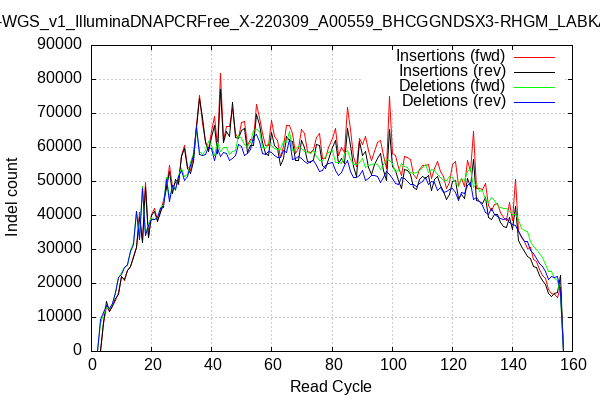 -WGS_v1_IlluminaDNAPCRFree_X-220309_A00559_BHCGGNDSX3-RHGM_LABKA
90000
80000
70000
60000
50000
40000
30000
20000
10000
0
Indel count
Insertions (fwd)
Insertions (rev)
Deletions (fwd)
Deletions (rev)
0 20 40 60 80 100 120 140 160
Read Cycle